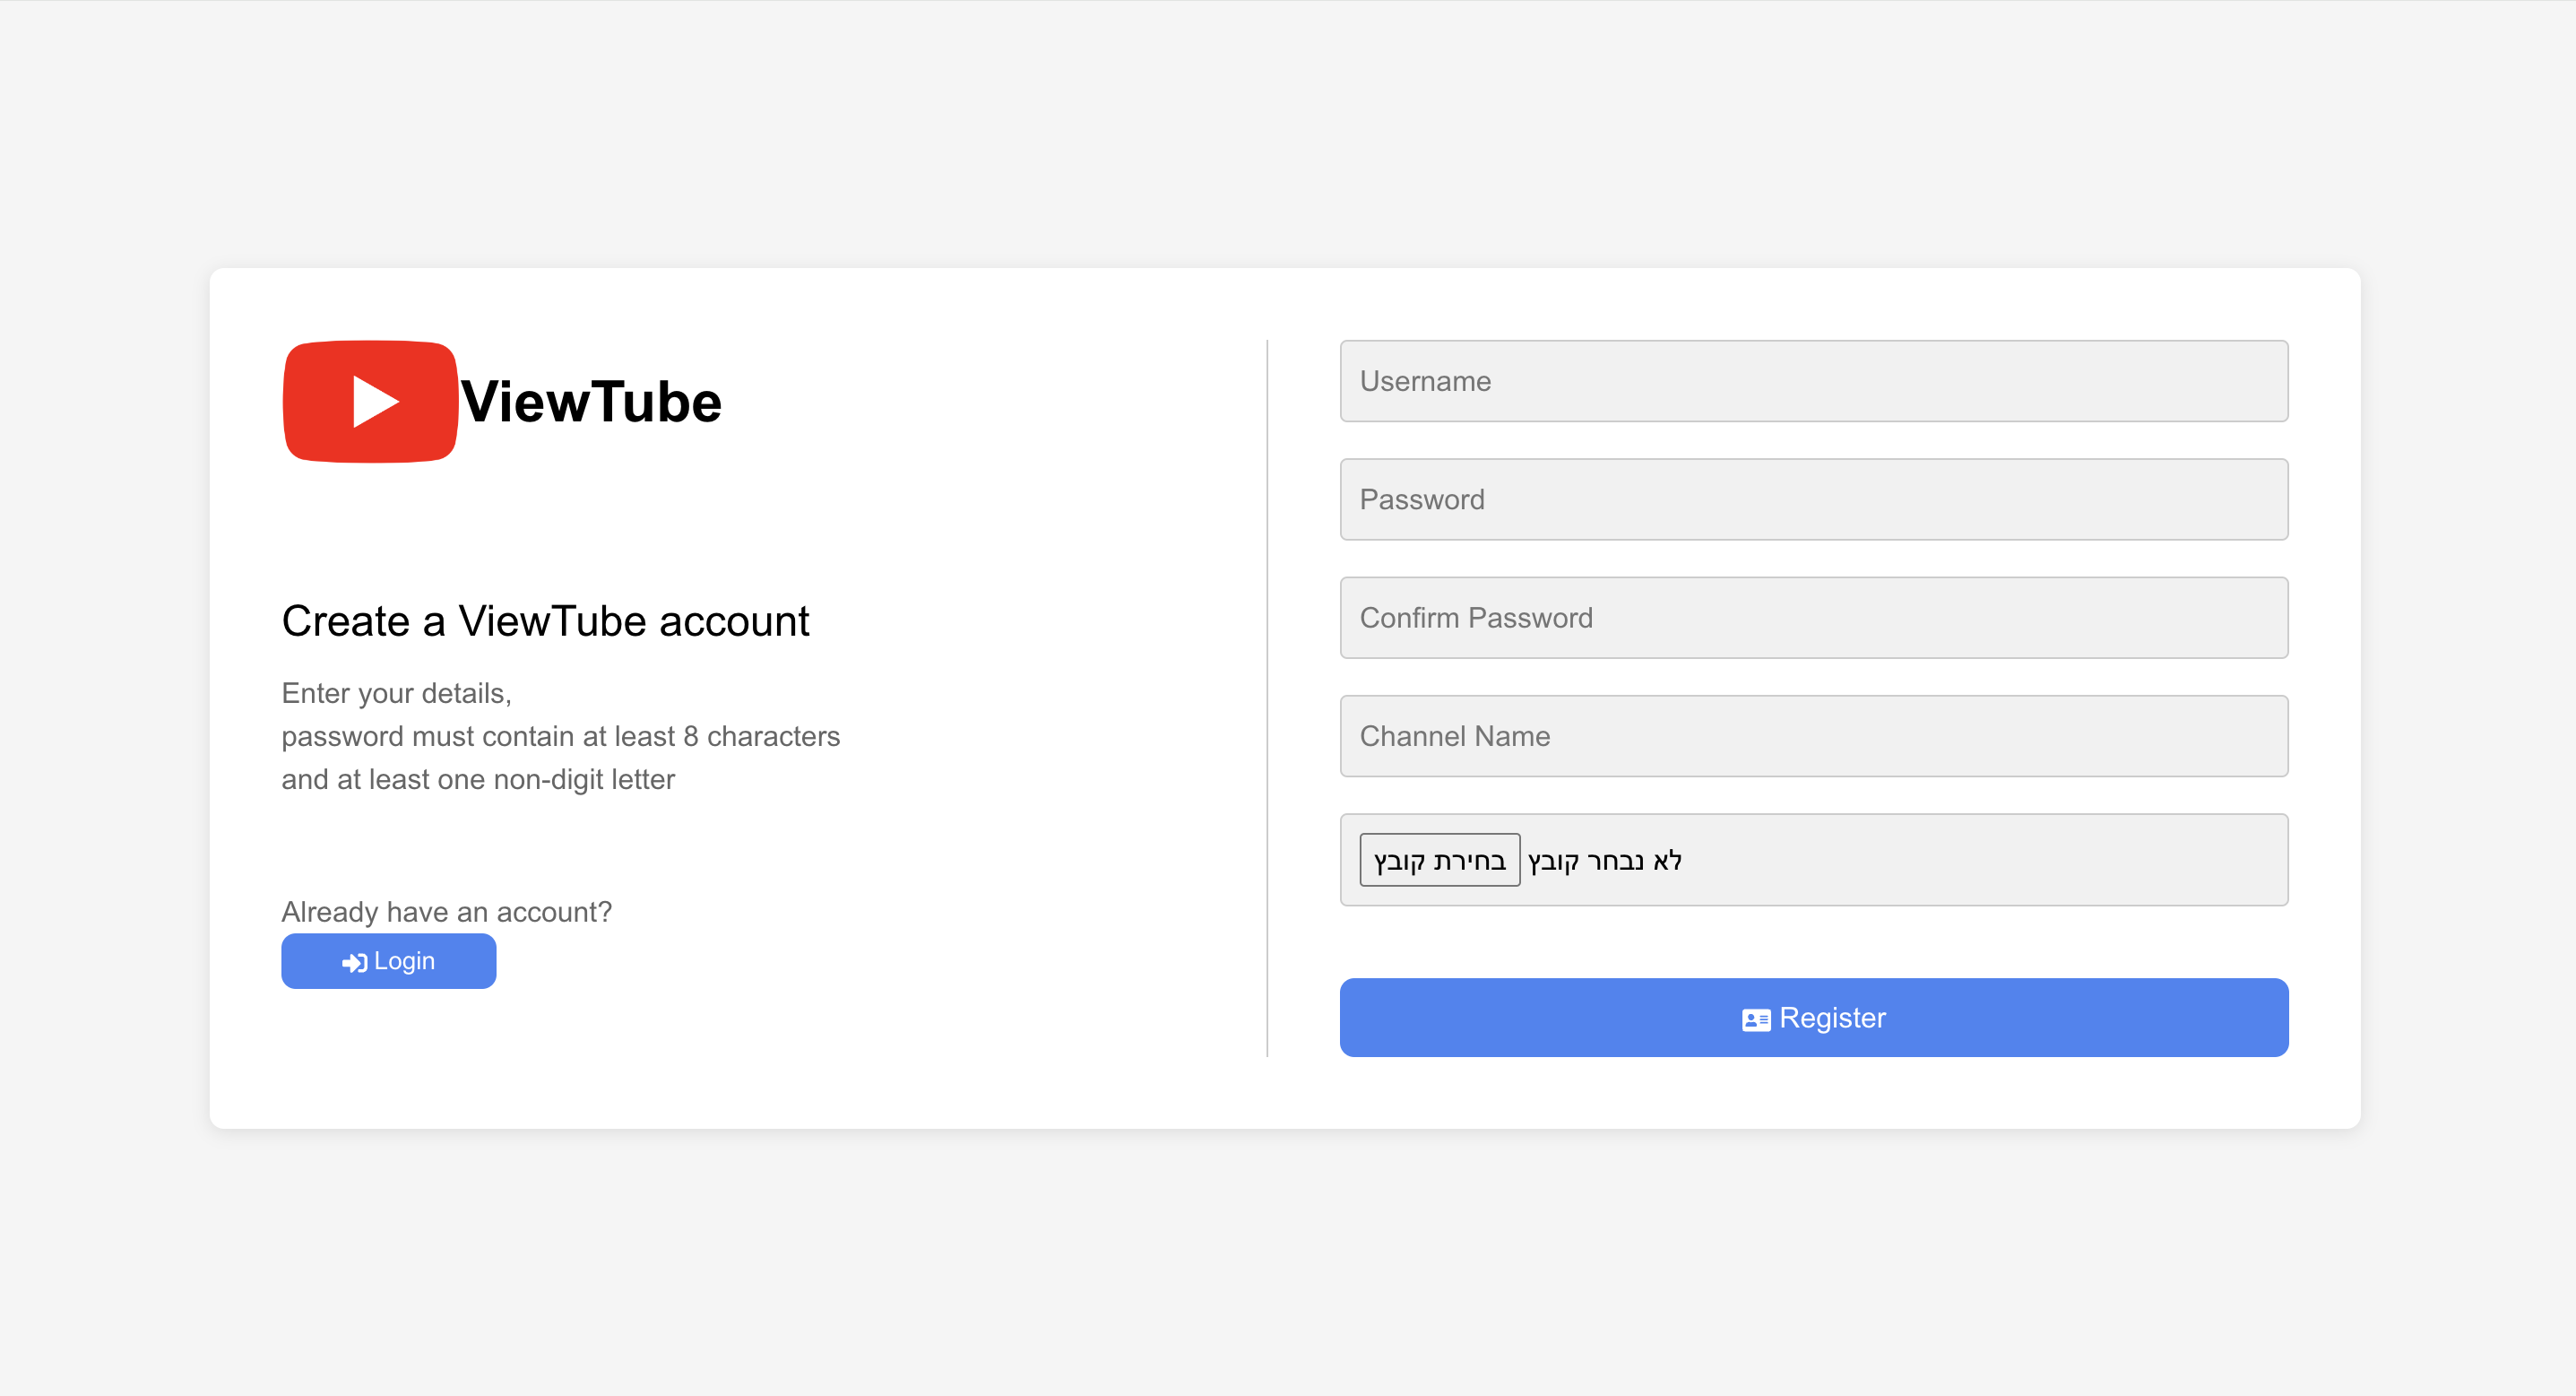 ViewTube
Create a ViewTube account
Enter your details,
password must contain at least 8 characters
and at least one non-digit letter
Already have an account?
Login
Username
Password
Confirm Password
Channel Name
בחירת קובץ לא נבחר קובץ
Register